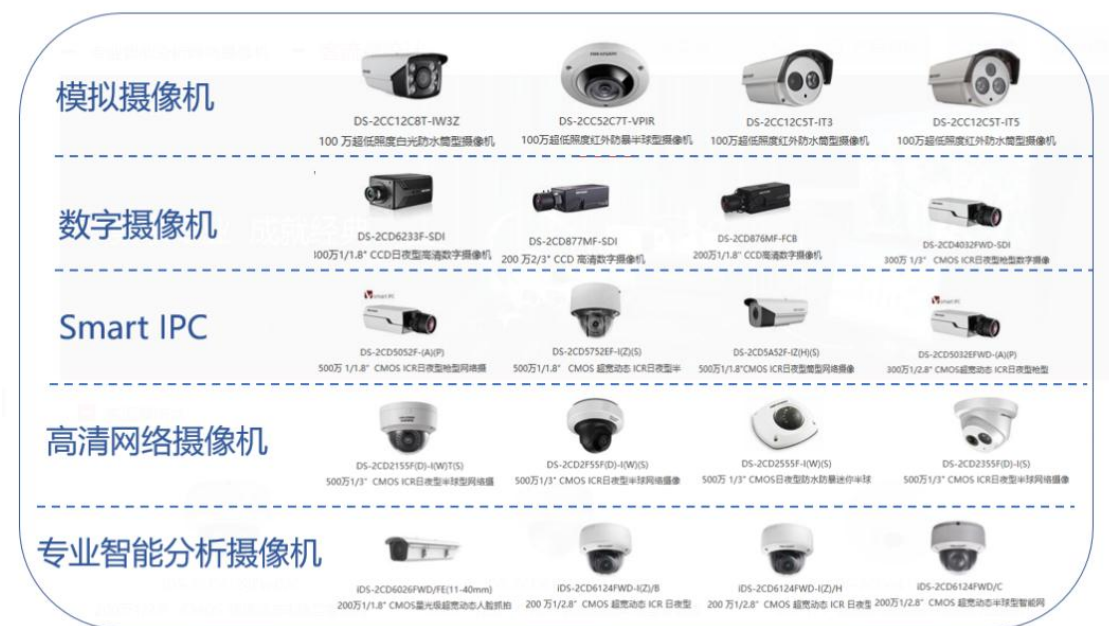 模拟摄像机
DS-2CC12C8T-IW3Z
100 万超低照度白光防水筒型摄像机
DS-2CC52C7T-VPIR
100万超低照度红外防暴半球型摄像机
DS-2CC12C5T-IT3
100万超低照度红外防水筒型摄像机
DS-2CC12C5T-IT5
100万超低照度红外防水筒型摄像机
数字摄像机
DS-2CD6233F-SDI
300万1/1.8" CCD日夜型高清数字摄像机
DS-2CD877MF-SDI
200 万2/3" CCD 高清数字摄像机
DS-2CD876MF-FCB
200万1/1.8" CCD高清数字摄像机
DS-2CD4032FWD-SDI
300万 1/3" CMOS ICR日夜型枪型数字摄像
Smart IPC
Smart IPC
DS-2CD5052F-(A)(P)
500万 1/1.8" CMOS ICR日夜型枪型网络摄
DS-2CD5752EF-I(Z)(S)
500万1/1.8" CMOS 超宽动态 ICR日夜型半
DS-2CD5A52F-IZ(H)(S)
500万1/1.8"CMOS ICR日夜型筒型网络摄像
Smart IPC
DS-2CD5032EFWD-(A)(P)
300万1/2.8" CMOS超宽动态 ICR日夜型枪型
高清网络摄像机
DS-2CD2155F(D)-I(W)T(S)
500万1/3" CMOS ICR日夜型半球型网络摄
DS-2CD2F55F(D)-I(W)(S)
500万1/3" CMOS ICR日夜型半球网络摄像
DS-2CD2555F-I(W)(S)
500万 1/3" CMOS日夜型防水防暴迷你半球
DS-2CD2355F(D)-I(S)
500万1/3" CMOS ICR日夜型半球网络摄像
专业智能分析摄像机
iDS-2CD6026FWD/FE(11-40mm)
200万1/1.8" CMOS星光级超宽动态人脸抓拍
iDS-2CD6124FWD-I(Z)/B
200 万1/2.8" CMOS 超宽动态 ICR 日夜型
iDS-2CD6124FWD-I(Z)/H
200 万1/2.8" CMOS 超宽动态 ICR 日夜型
iDS-2CD6124FWD/C
200万1/2.8" CMOS 超宽动态半球型智能网